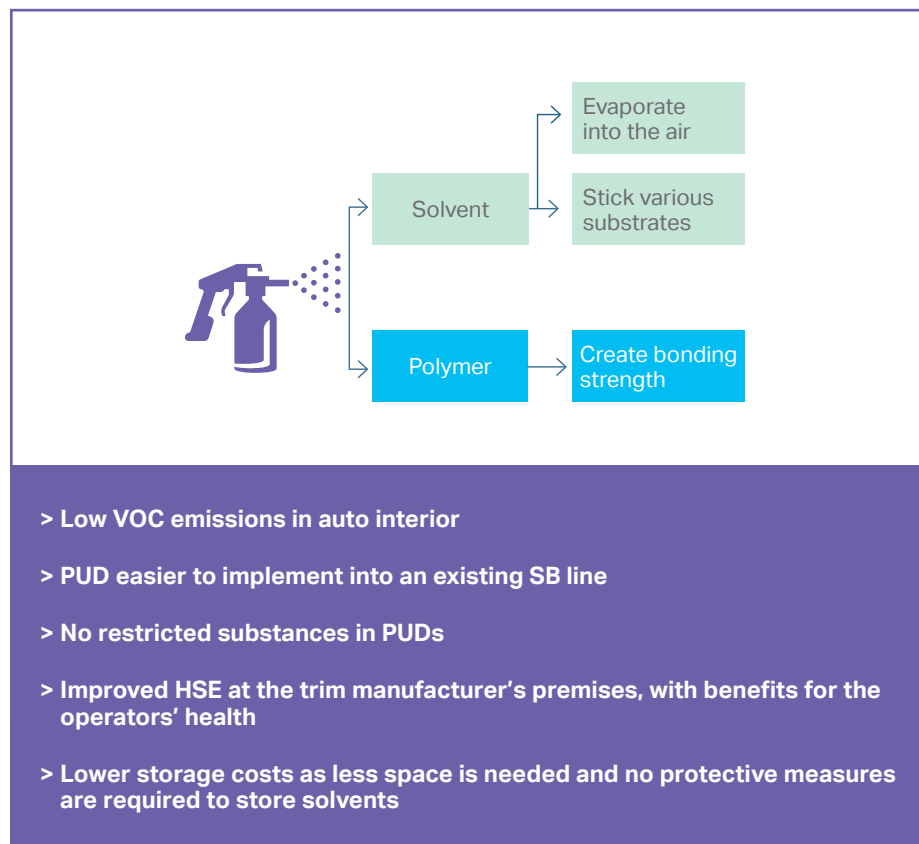 Evaporate
into the air
Solvent
Stick various
substrates
Polymer
Create bonding
strength
> Low VOC emissions in auto interior
> PUD easier to implement into an existing SB line
> No restricted substances in PUDs
> Improved HSE at the trim manufacturer’s premises, with benefits for the
operators’ health
> Lower storage costs as less space is needed and no protective measures
are required to store solvents